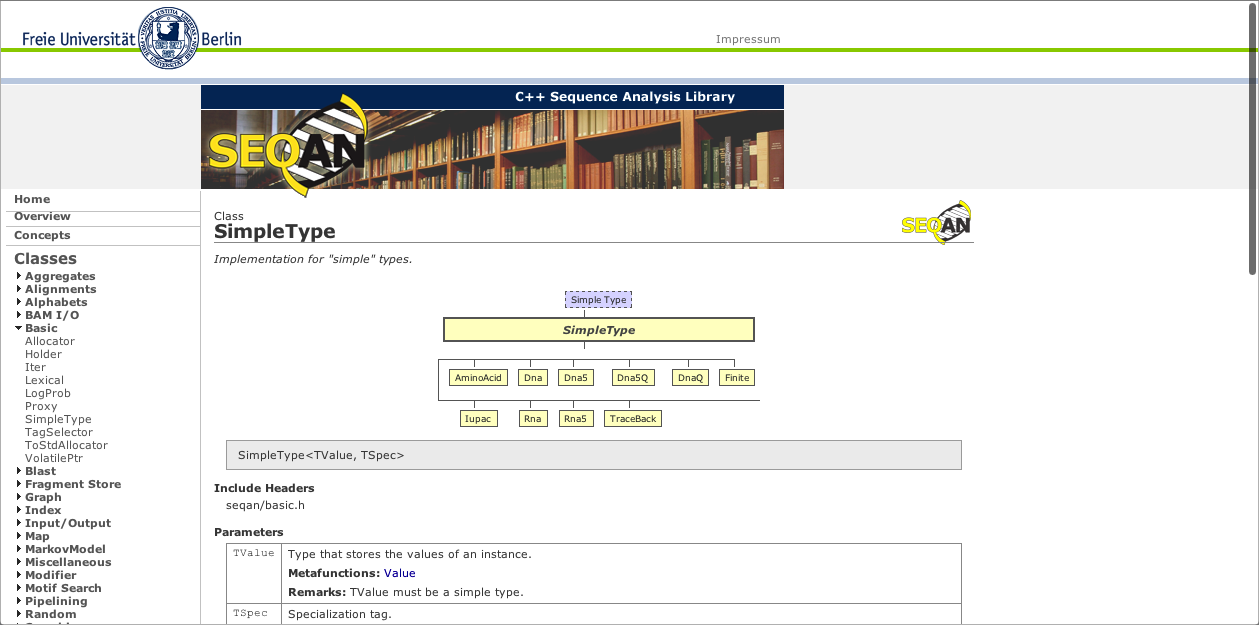 Freie Universität Berlin
Impressum
C++ Sequence Analysis Library
SEQAN
Home
Overview
Concepts
Classes
Aggregates
Alignments
Alphabets
BAM I/O
Basic
Allocator
Holder
Iter
Lexical
LogProb
Proxy
SimpleType
TagSelector
ToStdAllocator
VolatilePtr
Blast
Fragment Store
Graph
Index
Input/Output
Map
MarkovModel
Miscellaneous
Modifier
Motif Search
Pipelining
Random
Class
SimpleType
SEQAN
Implementation for "simple" types.
Simple Type
SimpleType
AminoAcid Dna Dna5 Dna5Q DnaQ Finite
Iupac Rna Rna5 TraceBack
SimpleType<TValue, TSpec>
Include Headers
seqan/basic.h
Parameters
TValue Type that stores the values of an instance.
Metafunctions: Value
Remarks: TValue must be a simple type.
TSpec Specialization tag.